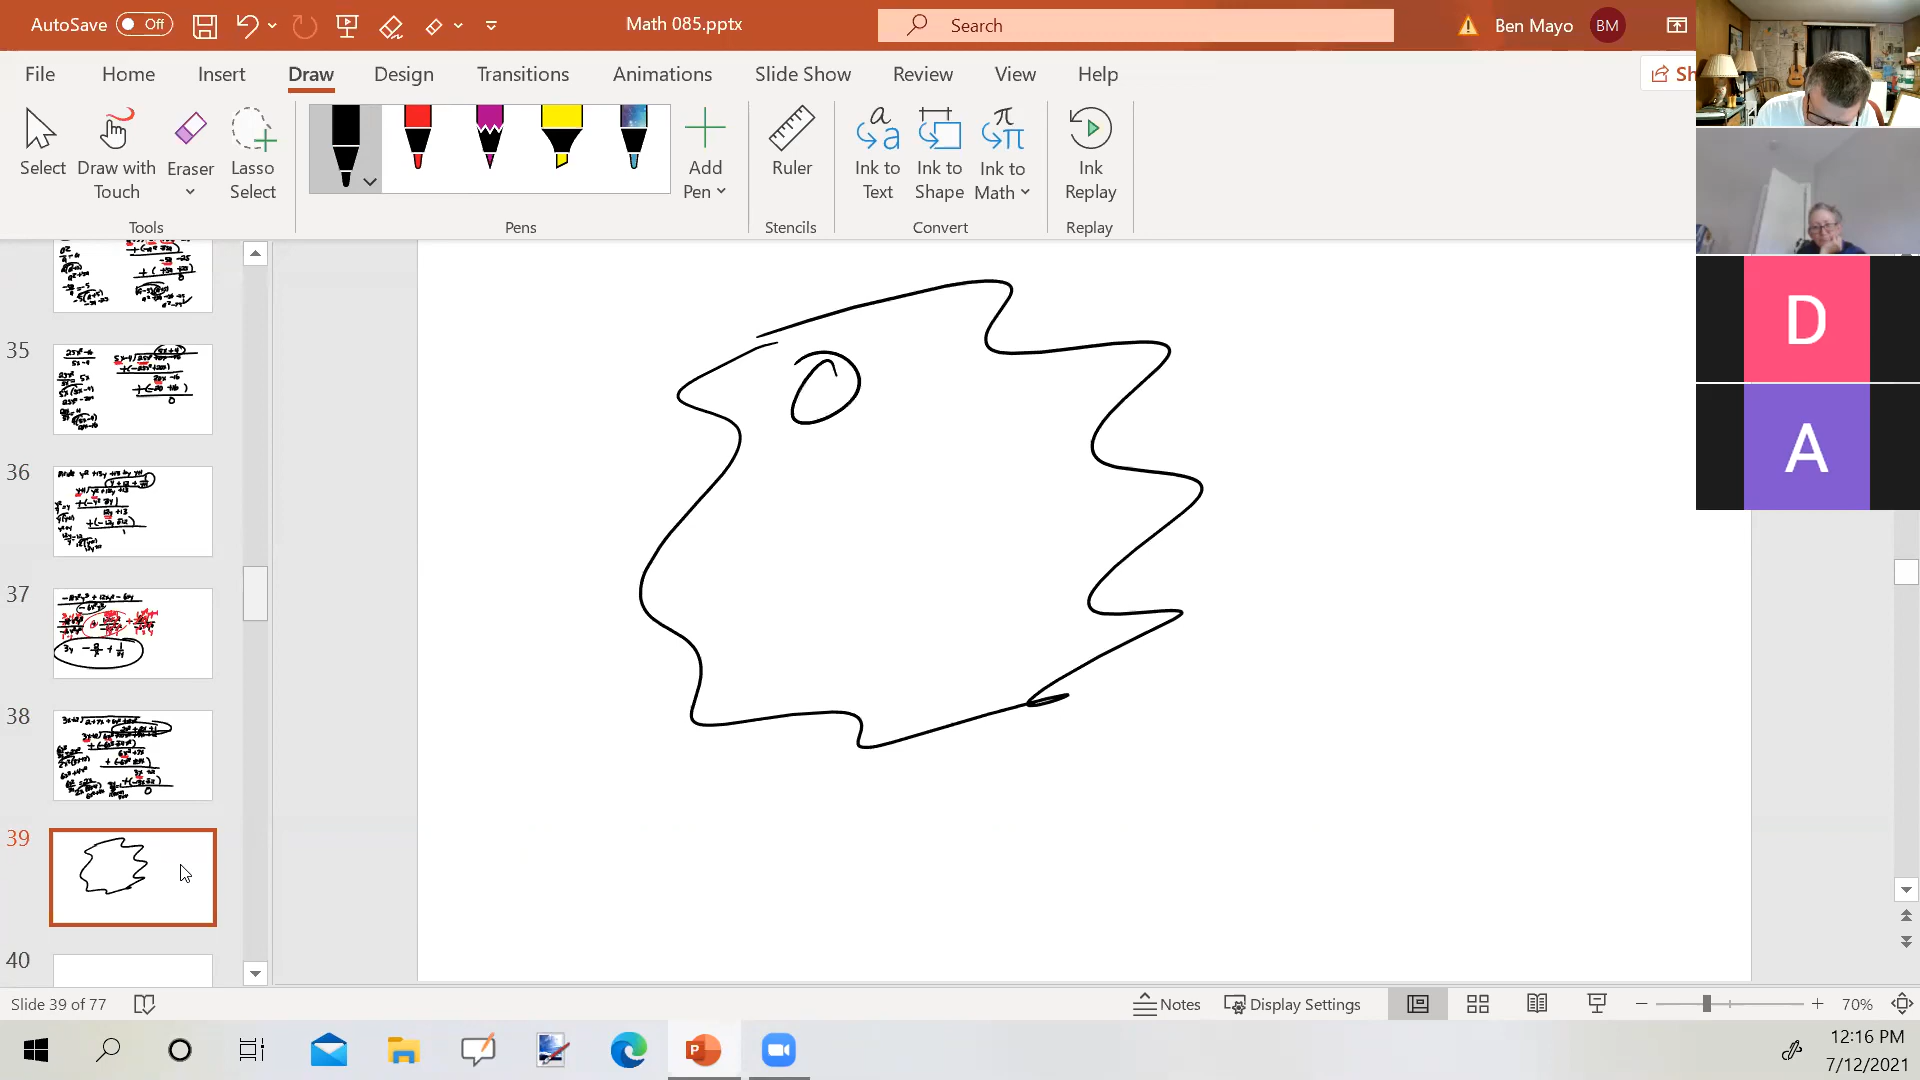 AutoSave Off
Math 085.pptx
Search
Ben Mayo BM
File Home Insert Draw Design Transitions Animations Slide Show Review View Help
Sh
Select
Draw with Touch
Eraser
Lasso Select
Add Pen
Ruler
a a
Ink to Text
Ink to Shape
π π
Ink to Math
Ink Replay
Tools Pens Stencils Convert Replay
D
A
35
36
37
38
39
40
Slide 39 of 77
Notes Display Settings 70%
P
12:16 PM
7/12/2021